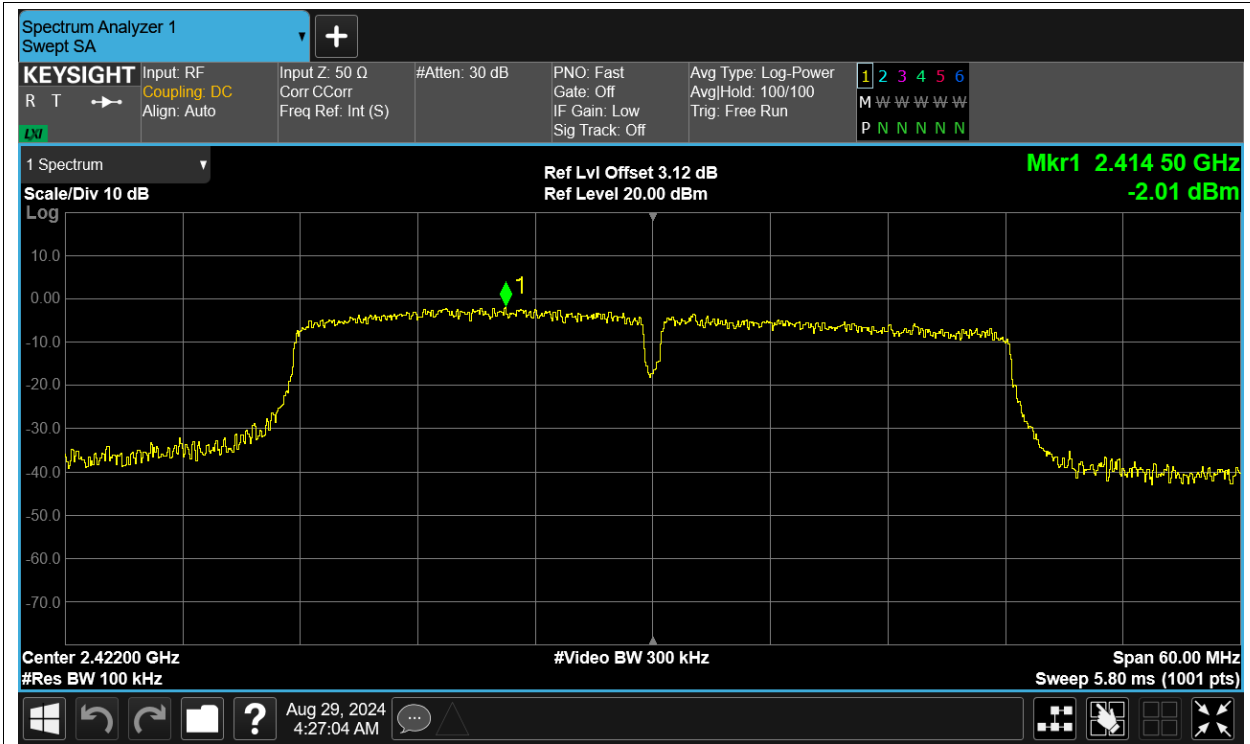 Spectrum Analyzer 1
Swept SA
+
KEYSIGHT
R T
LXI
Input: RF
Coupling: DC
Align: Auto
Input Z: 50 Ω
Corr CCorr
Freq Ref: Int (S)
#Atten: 30 dB
PNO: Fast
Gate: Off
IF Gain: Low
Sig Track: Off
Avg Type: Log-Power
Avg|Hold: 100/100
Trig: Free Run
1 2 3 4 5 6
M W W W W W W
P N N N N N
1 Spectrum
Scale/Div 10 dB
Log
Ref Lvl Offset 3.12 dB
Ref Level 20.00 dBm
Mkr1 2.414 50 GHz
-2.01 dBm
1
10.0
0.00
-10.0
-20.0
-30.0
-40.0
-50.0
-60.0
-70.0
Center 2.42200 GHz
#Video BW 300 kHz
Span 60.00 MHz
#Res BW 100 kHz
Sweep 5.80 ms (1001 pts)
?
Aug 29, 2024
4:27:04 AM